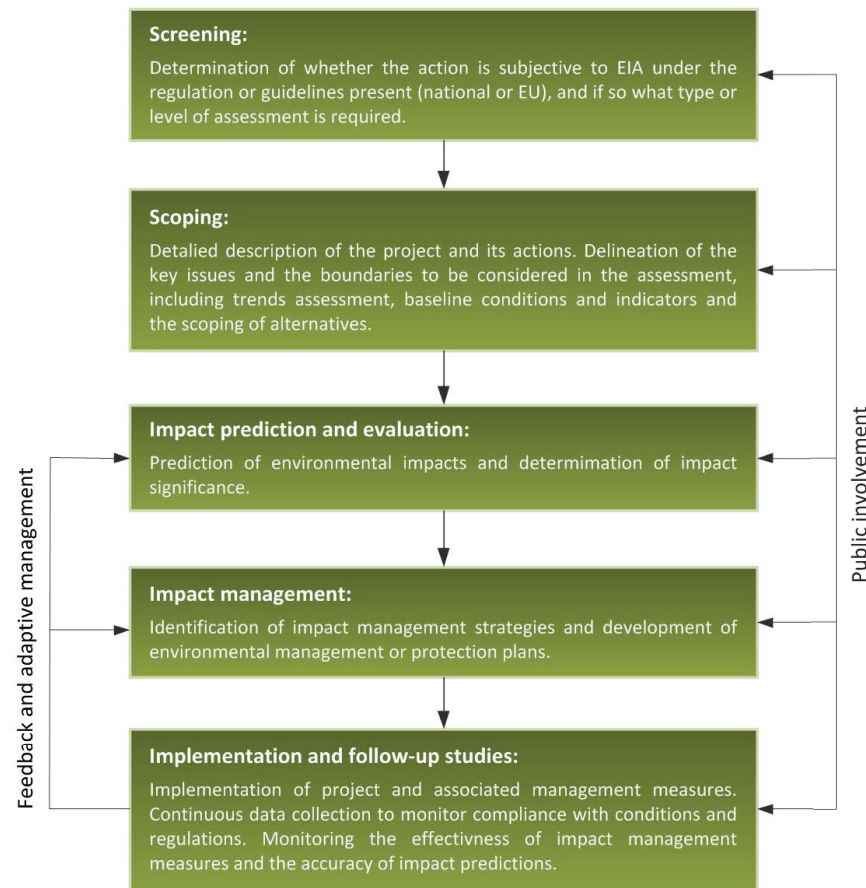 Screening:
Determination of whether the action is subjective to EIA under the
regulation or guidelines present (national or EU), and if so what type or
level of assessment is required.
Scoping:
Detalied description of the project and its actions. Delineation of the
key issues and the boundaries to be considered in the assessment,
including trends assessment, baseline conditions and indicators and
the scoping of alternatives.
Impact prediction and evaluation:
Prediction of environmental impacts and determimation of impact
significance.
Impact management:
Identification of impact management strategies and development of
environmental management or protection plans.
Implementation and follow-up studies:
Implementation of project and associated management measures.
Continuous data collection to monitor compliance with conditions and
regulations. Monitoring the effectivness of impact management
measures and the accuracy of impact predictions.
Feedback and adaptive management
Public involvement